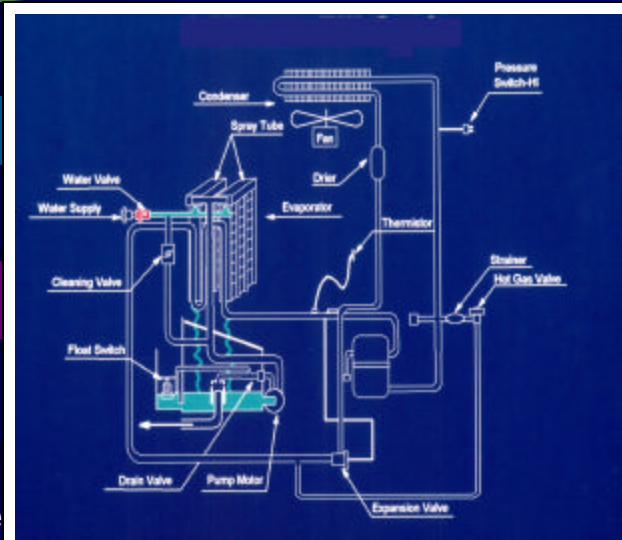 Pressure
Switch-Hi
Condenser
Fan
Spray Tube
Drier
Water Valve
Water Supply
Evaporator
Thermistor
Strainer
Hot Gas Valve
Cleaning Valve
Float Switch
Drain Valve
Pump Motor
Expansion Valve